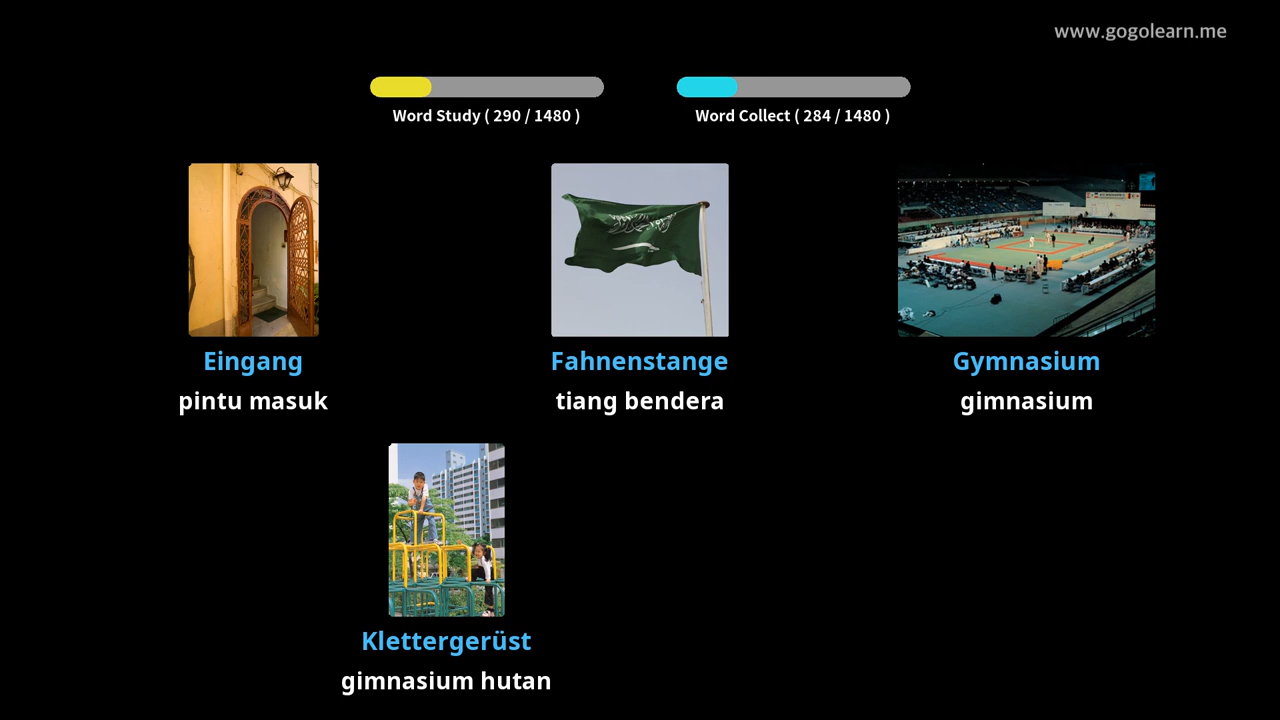 www.gogolearn.me
Word Study ( 290 / 1480 )
Word Collect ( 284 / 1480 )
Eingang
pintu masuk
Fahnenstange
tiang bendera
Gymnasium
gimnasium
Klettergerüst
gimnasium hutan